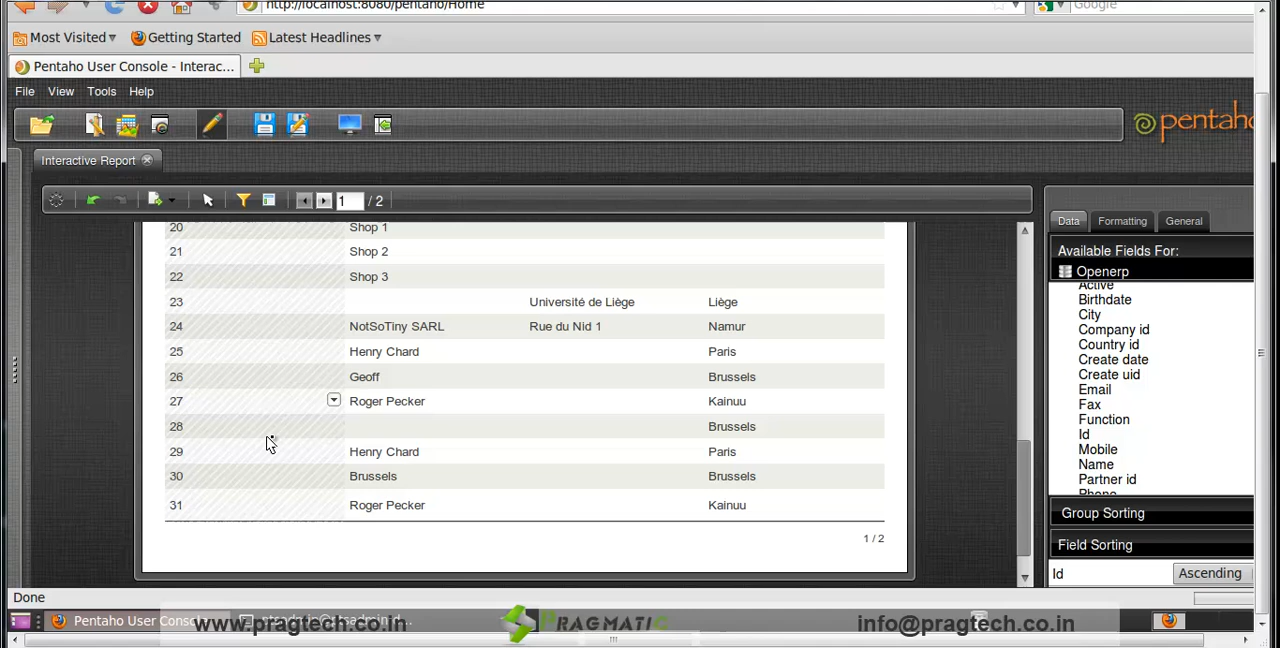 http://localhost:8080/pentaho/Home
Google
Most Visited
Getting Started
Latest Headlines
Pentaho User Console - Interac...
File View Tools Help
pentaho
Interactive Report
1 / 2
Data Formatting General
Available Fields For:
Openerp
Active
Birthdate
City
Company id
Country id
Create date
Create uid
Email
Fax
Function
Id
Mobile
Name
Partner id
Phone
Group Sorting
Field Sorting
Id Ascending
20 Shop 1
21 Shop 2
22 Shop 3
23 Université de Liège Liège
24 NotSoTiny SARL Rue du Nid 1 Namur
25 Henry Chard Paris
26 Geoff Brussels
27 Roger Pecker Kainuu
28 Brussels
29 Henry Chard Paris
30 Brussels Brussels
31 Roger Pecker Kainuu
1 / 2
Done
Pentaho User Conso
www.pragtech.co.in
PRAGMATIC
info@pragtech.co.in